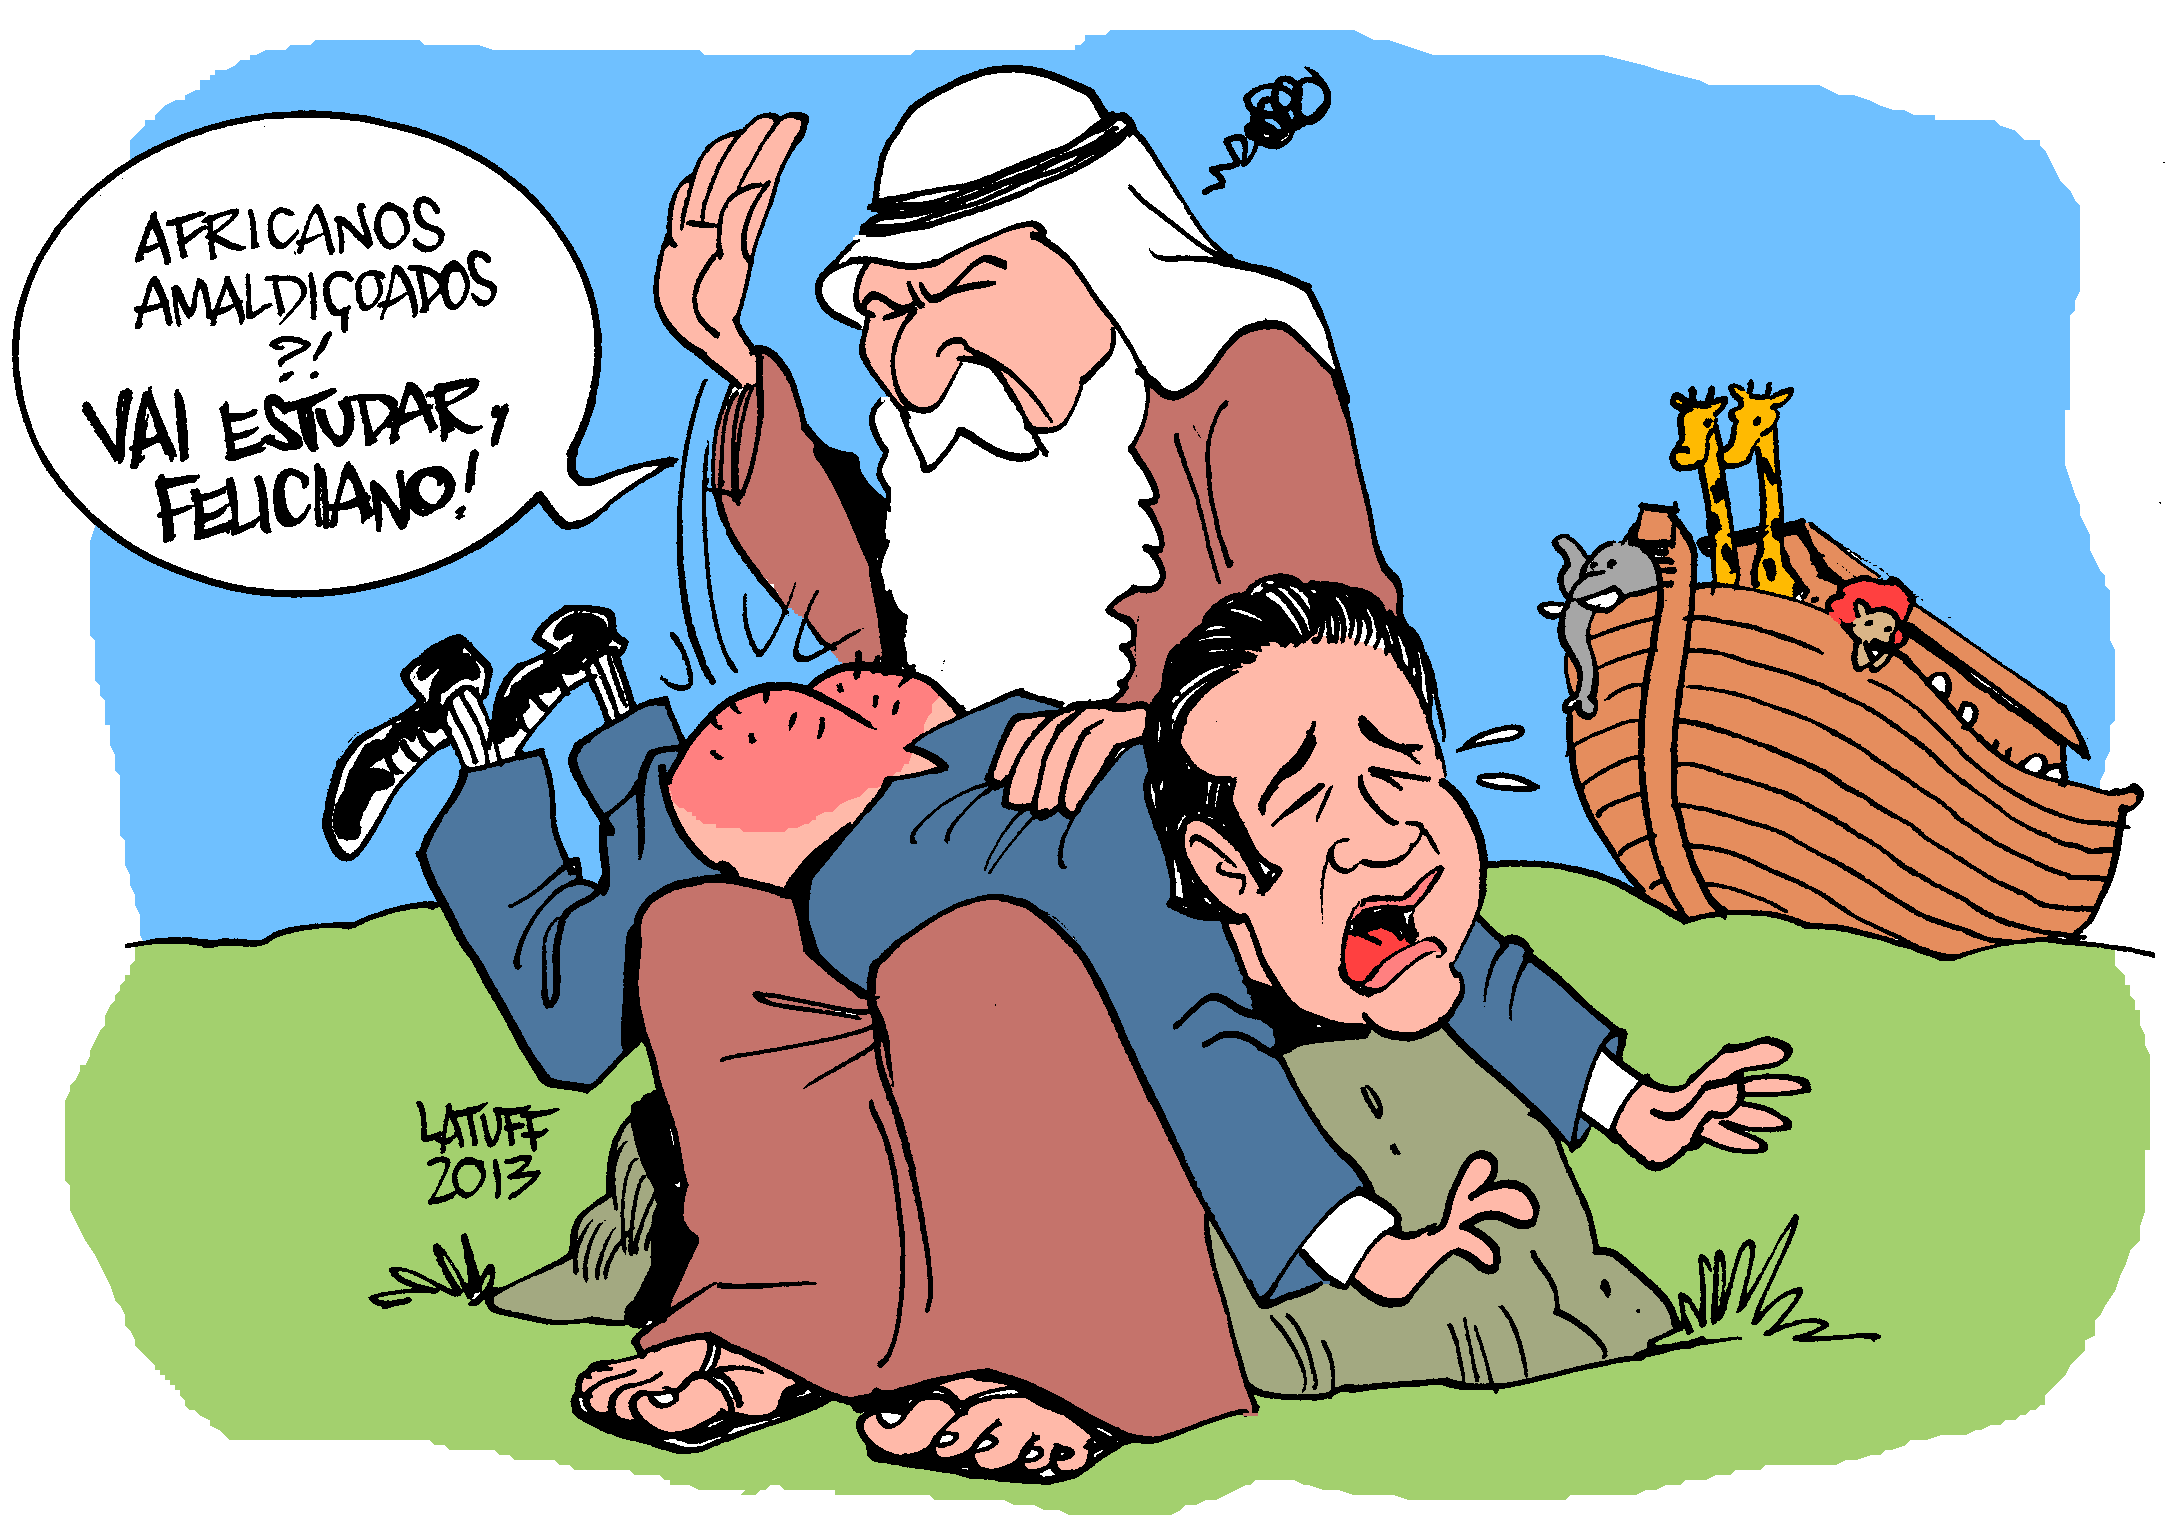 AFRICANOS
AMALDIÇOADOS
?!
VAI ESTUDAR,
FELICIANO!
LATUFF
2013